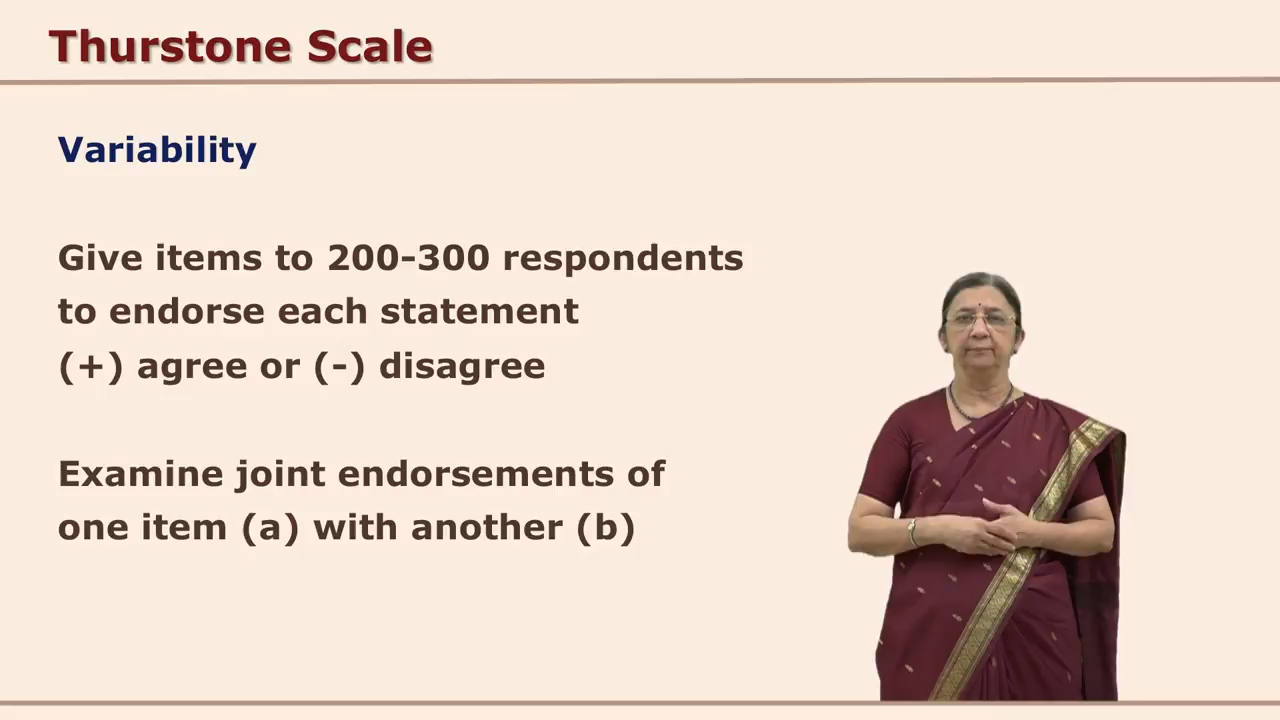 Thurstone Scale
Variability
Give items to 200-300 respondents
to endorse each statement
(+) agree or (-) disagree
Examine joint endorsements of
one item (a) with another (b)